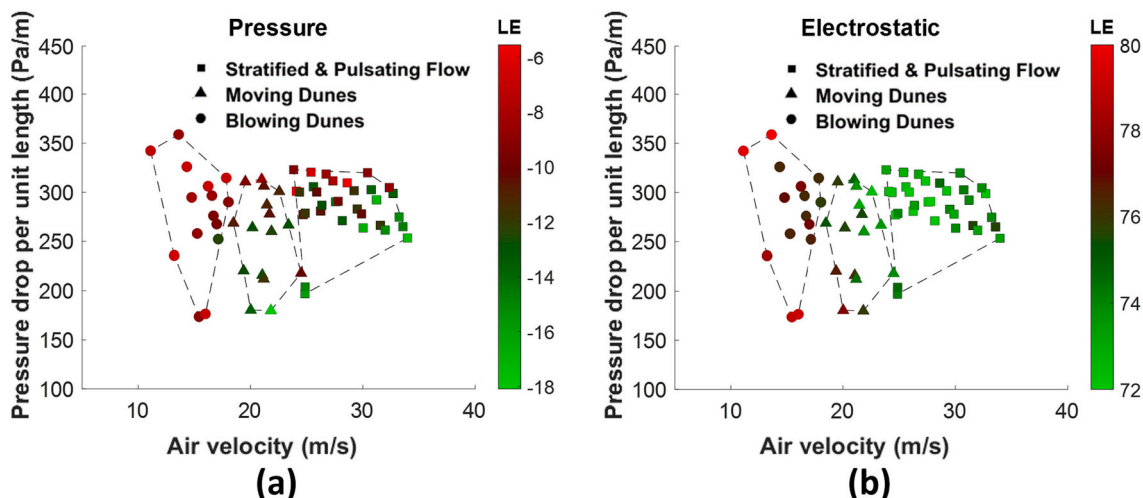 Pressure
LE
Pressure drop per unit length (Pa/m)
450
400
350
300
250
200
150
100
Stratified & Pulsating Flow
Moving Dunes
Blowing Dunes
-6
-8
-10
-12
-14
-16
-18
10
20
30
40
Air velocity (m/s)
(a)
Electrostatic
LE
Pressure drop per unit length (Pa/m)
450
400
350
300
250
200
150
100
Stratified & Pulsating Flow
Moving Dunes
Blowing Dunes
80
78
76
74
72
10
20
30
40
Air velocity (m/s)
(b)